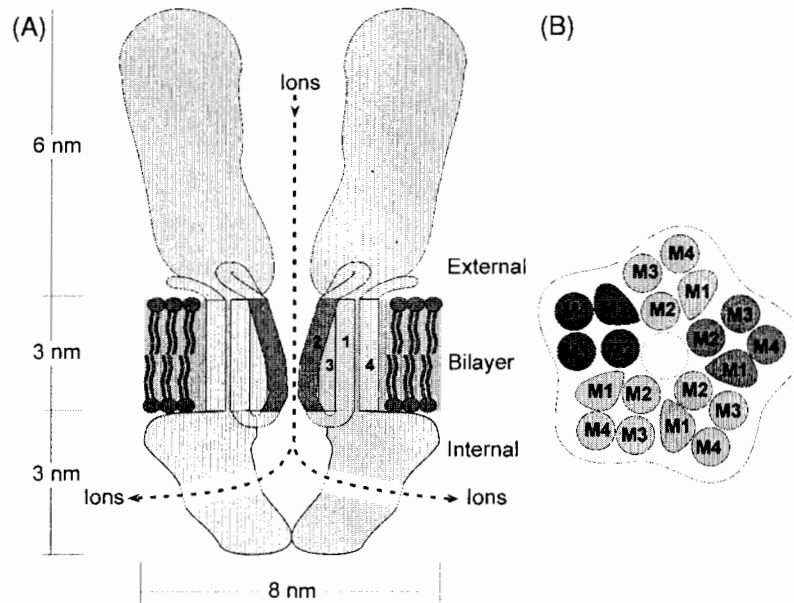 (A)
(B)
Ions
6 nm
External
3 nm
Bilayer
2
3
1
4
Internal
3 nm
Ions
Ions
8 nm
M4
M3
M1
M2
M3
M2
M4
M1
M1
M2
M2
M3
M4
M3
M1
M4